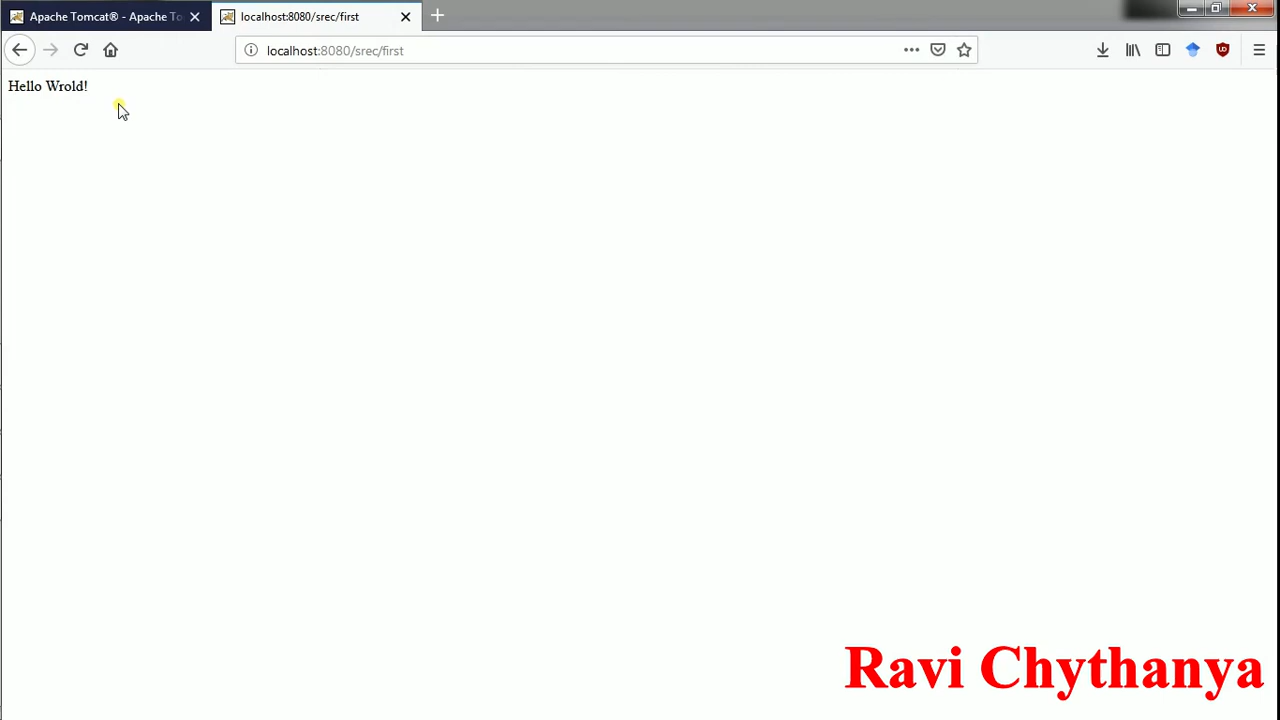 Apache Tomcat® - Apache To
localhost:8080/srec/first
localhost:8080/srec/first
Hello Wrold!
Ravi Chythanya